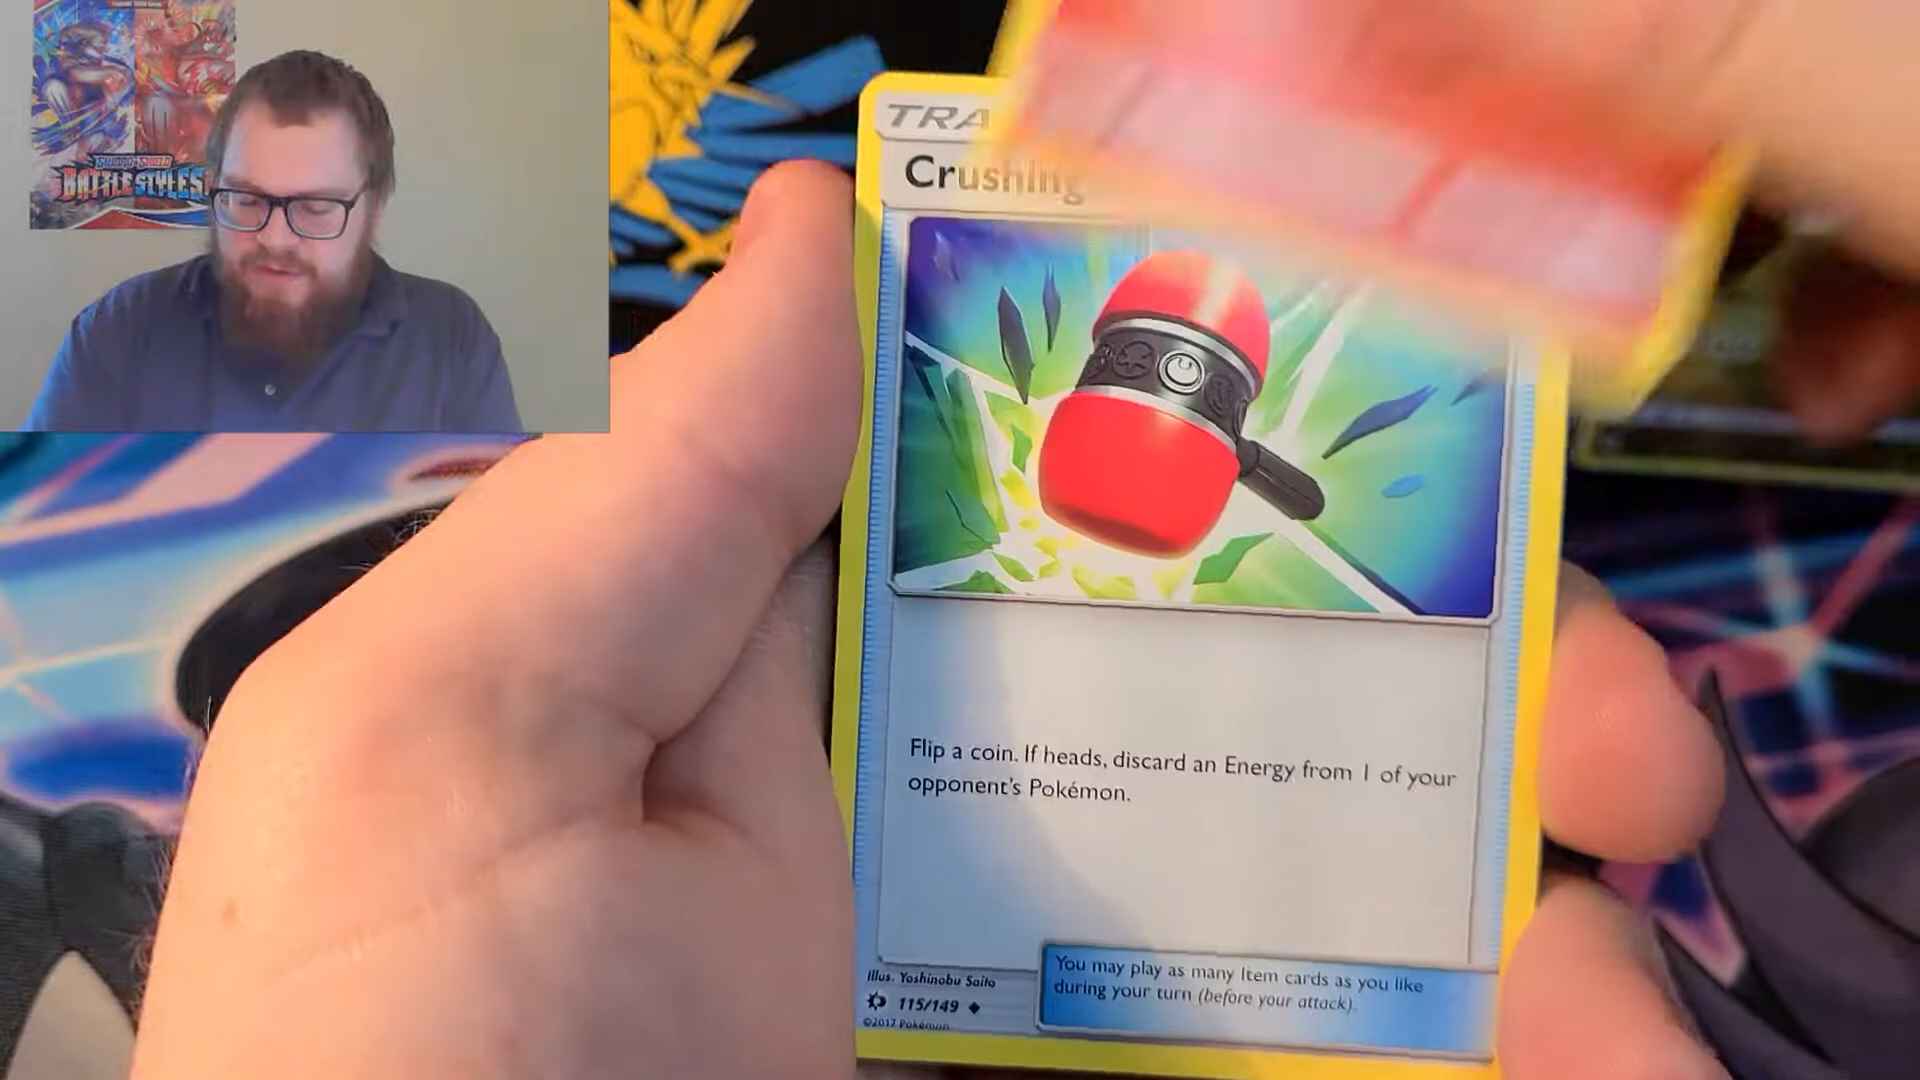 SWORD & SHIELD
BATTLE STYLES
TRA
Crushing
Flip a coin. If heads, discard an Energy from 1 of your
opponent's Pokémon.
Illus. Yoshinobu Saito
115/149
©2017 Pokémon
You may play as many Item cards as you like
during your turn (before your attack).